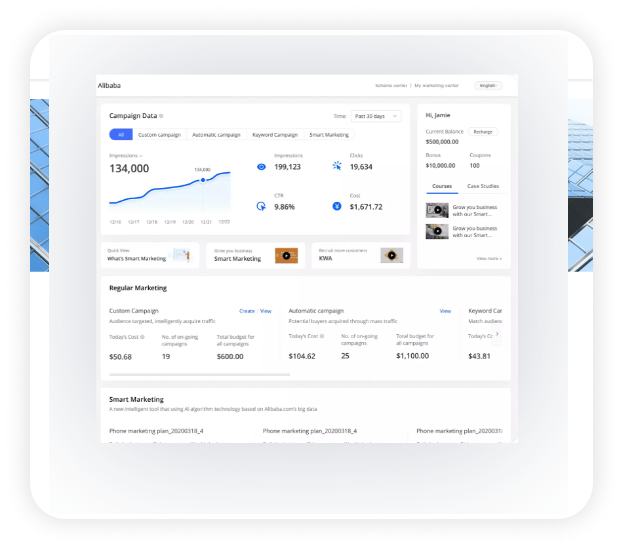 Alibaba
My marketing center
English
Campaign Data
Time: Past 30 days
All Custom campaign Automatic campaign Keyword Campaign Smart Marketing
Impressions
134,000
134,000
12/16 12/17 12/18 12/19 12/20 12/21 12/22
Impressions
199,123
Clicks
19,634
CTR
9.86%
Cost
$1,671.72
Hi, Jamie
Current Balance Recharge
$500,000.00
Bonus Coupons
$10,000.00 100
Courses Case Studies
Grow you business
with our Smart...
Grow you business
with our Smart...
View more >
Quick View
What's Smart Marketing
Grow you business
Smart Marketing
Recruit more customers
KWA
Regular Marketing
Custom Campaign Create View
Audience targeted, intelligently acquire traffic
Today's Cost No. of on-going campaigns Total budget for all campaigns
$50.68 19 $600.00
Automatic campaign View
Potential buyers acquired through mass traffic
Today's Cost No. of on-going campaigns Total budget for all campaigns
$104.62 25 $1,100.00
Keyword Car
Match audien
Today's Co
$43.81
Smart Marketing
A new intelligent tool that using AI algorithm technology based on Alibaba.com's big data
Phone marketing plan_20200318_4 Phone marketing plan_20200318_4 Phone marketing plan_2020031